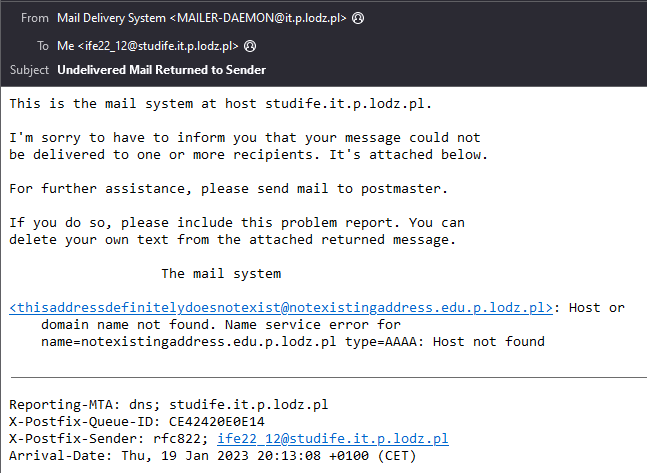 From Mail Delivery System <MAILER-DAEMON@it.p.lodz.pl>
To Me <ife22_12@studife.it.p.lodz.pl>
Subject Undelivered Mail Returned to Sender
This is the mail system at host studife.it.p.lodz.pl.
I'm sorry to have to inform you that your message could not
be delivered to one or more recipients. It's attached below.
For further assistance, please send mail to postmaster.
If you do so, please include this problem report. You can
delete your own text from the attached returned message.
The mail system
<thisaddressdefinitelydoesnotexist@notexistingaddress.edu.p.lodz.pl>: Host or
domain name not found. Name service error for
name=notexistingaddress.edu.p.lodz.pl type=AAAA: Host not found
Reporting-MTA: dns; studife.it.p.lodz.pl
X-Postfix-Queue-ID: CE42420E0E14
X-Postfix-Sender: rfc822; ife22_12@studife.it.p.lodz.pl
Arrival-Date: Thu, 19 Jan 2023 20:13:08 +0100 (CET)